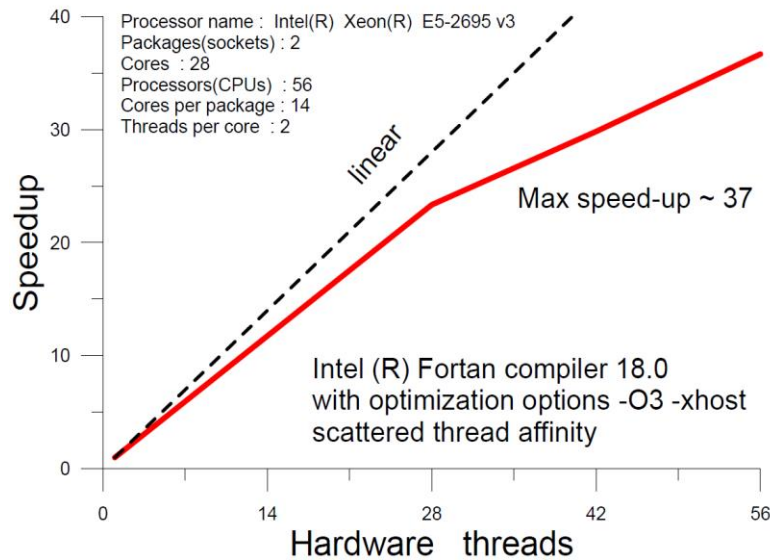 Processor name : Intel(R) Xeon(R) E5-2695 v3
Packages(sockets) : 2
Cores : 28
Processors(CPUs) : 56
Cores per package : 14
Threads per core : 2
40
30
20
10
0
Speedup
linear
Max speed-up ~ 37
Intel (R) Fortan compiler 18.0
with optimization options -O3 -xhost
scattered thread affinity
0 14 28 42 56
Hardware threads